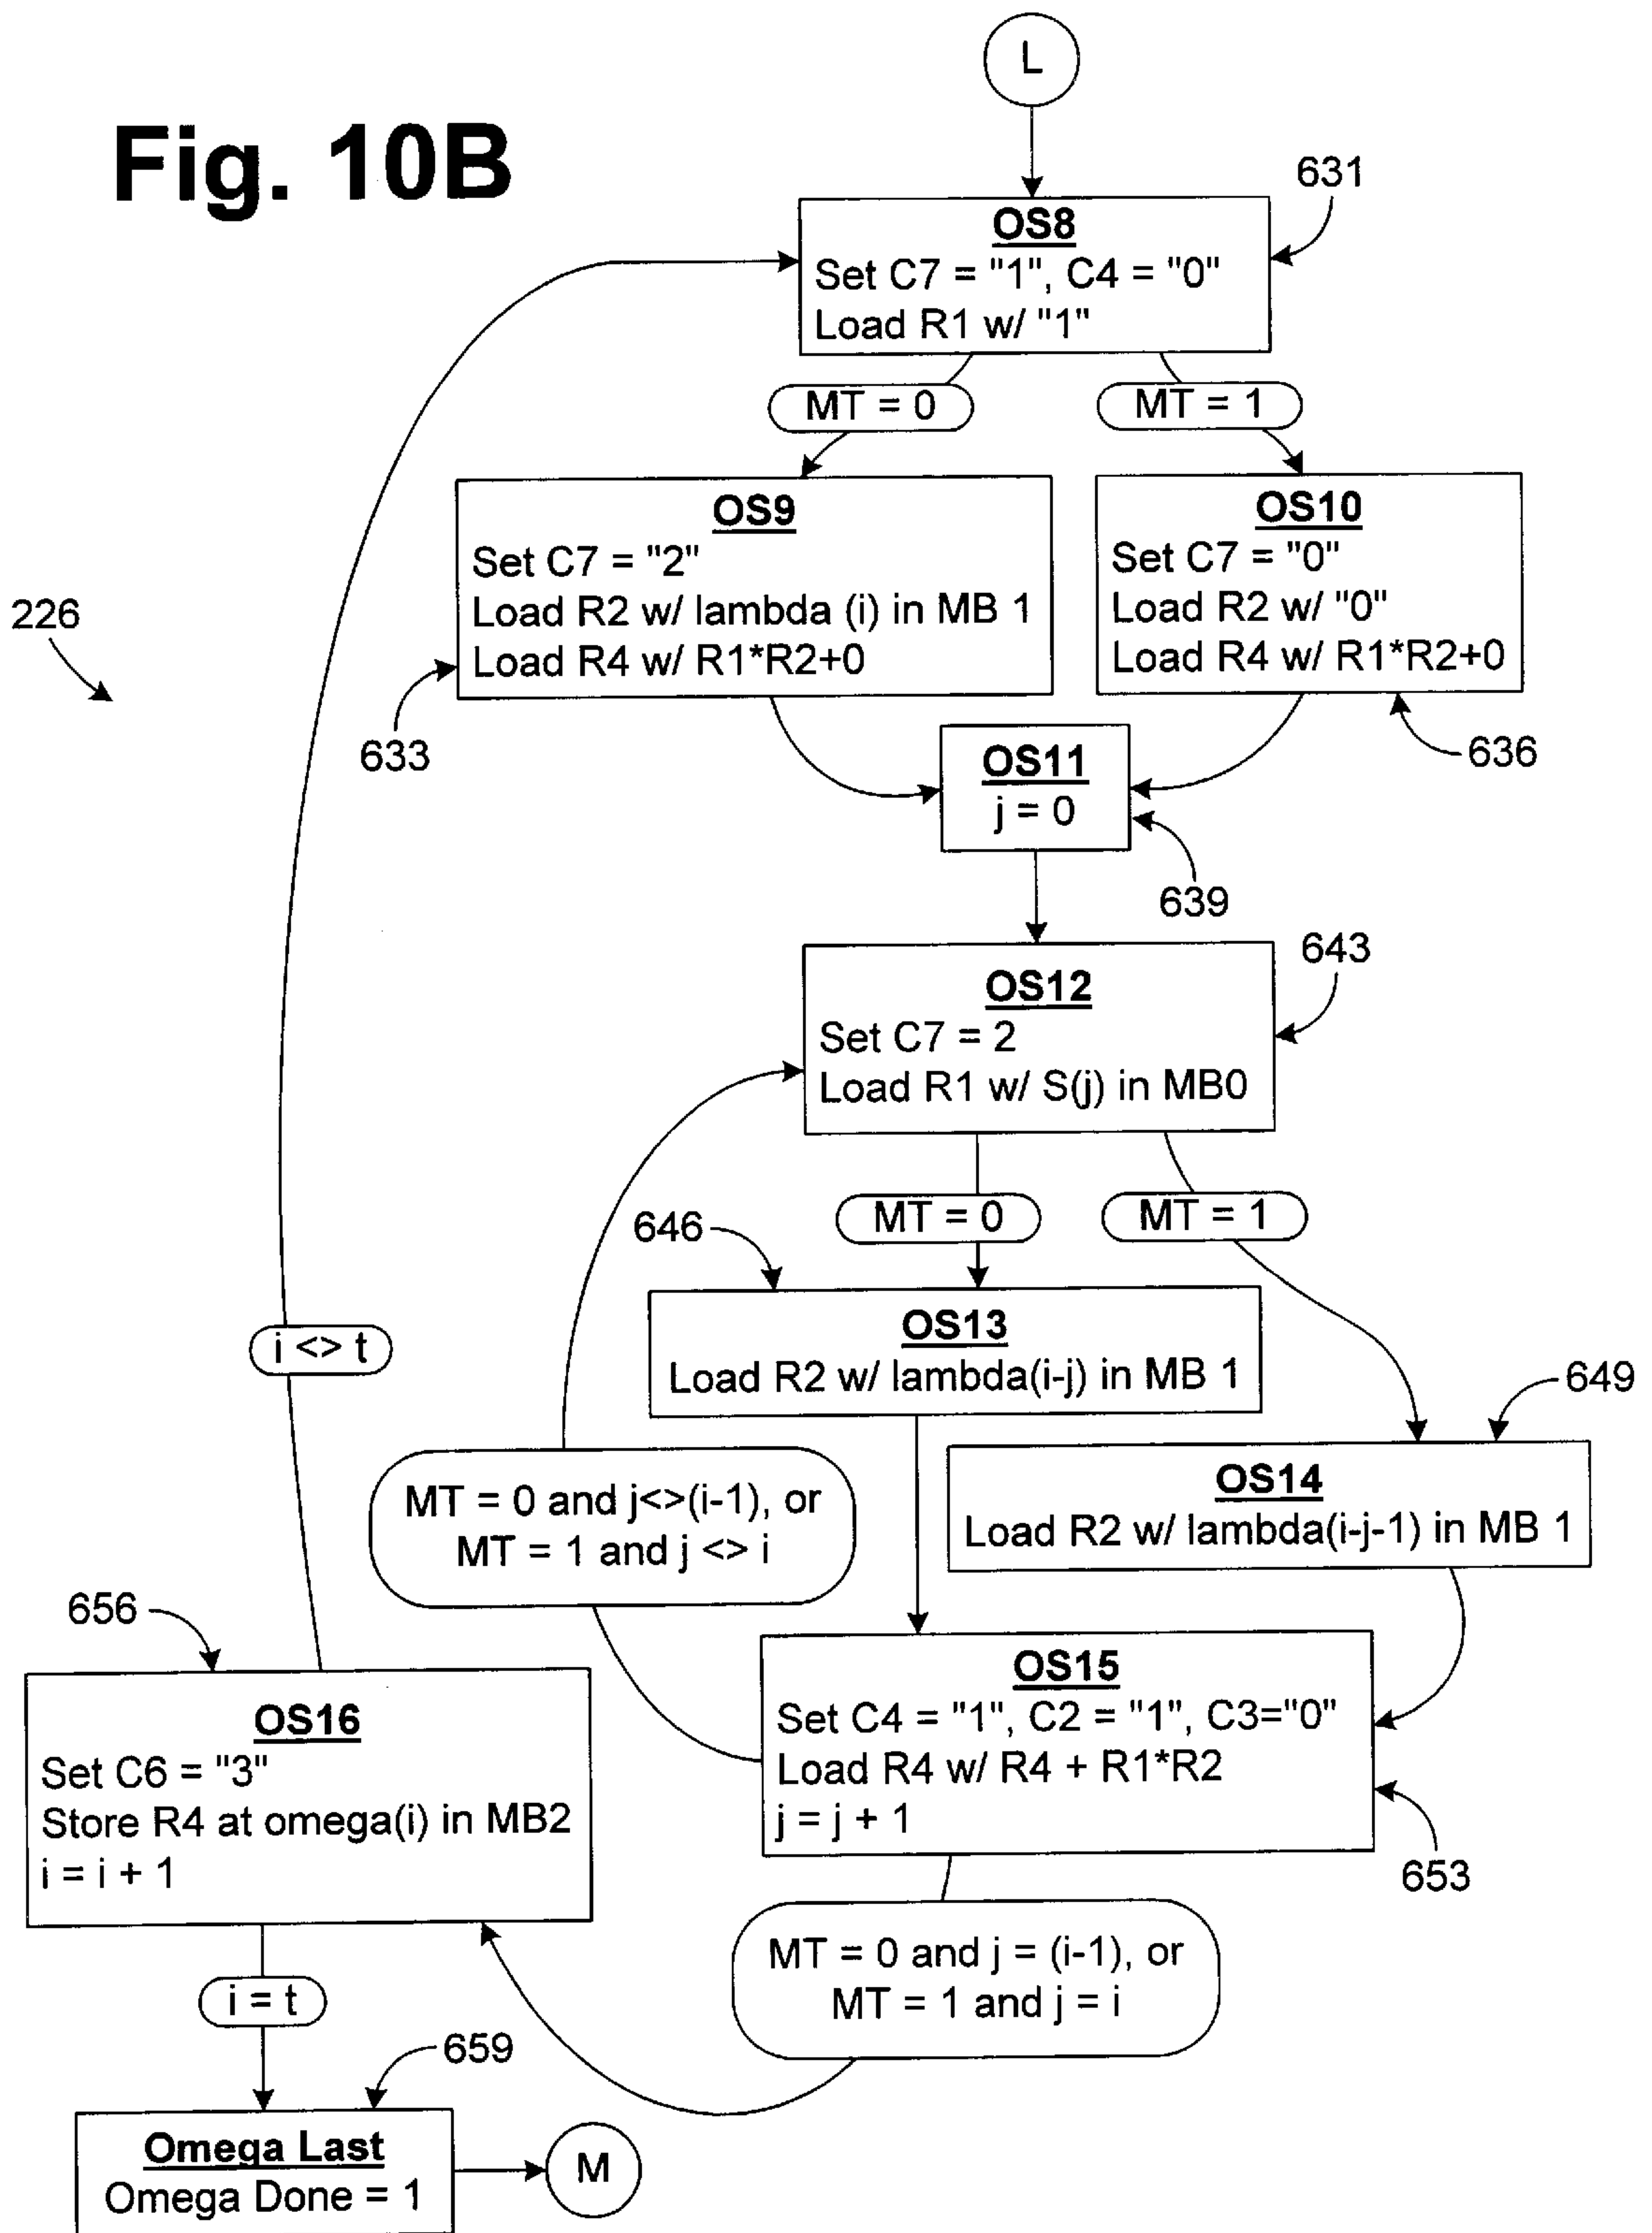 L
Fig. 10B
631
OS8
Set C7 = "1", C4 = "0"
Load R1 w/ "1"
MT = 0
MT = 1
OS9
Set C7 = "2"
Load R2 w/ lambda (i) in MB 1
Load R4 w/ R1*R2+0
OS10
Set C7 = "0"
Load R2 w/ "0"
Load R4 w/ R1*R2+0
226
633
636
OS11
j = 0
639
643
OS12
Set C7 = 2
Load R1 w/ S(j) in MB0
MT = 0
MT = 1
646
i <> t
OS13
Load R2 w/ lambda(i-j) in MB 1
649
OS14
Load R2 w/ lambda(i-j-1) in MB 1
MT = 0 and j<>(i-1), or
MT = 1 and j <> i
656
OS15
Set C4 = "1", C2 = "1", C3="0"
Load R4 w/ R4 + R1*R2
j = j + 1
OS16
Set C6 = "3"
Store R4 at omega(i) in MB2
i = i + 1
653
MT = 0 and j = (i-1), or
MT = 1 and j = i
i = t
659
Omega Last
Omega Done = 1
M